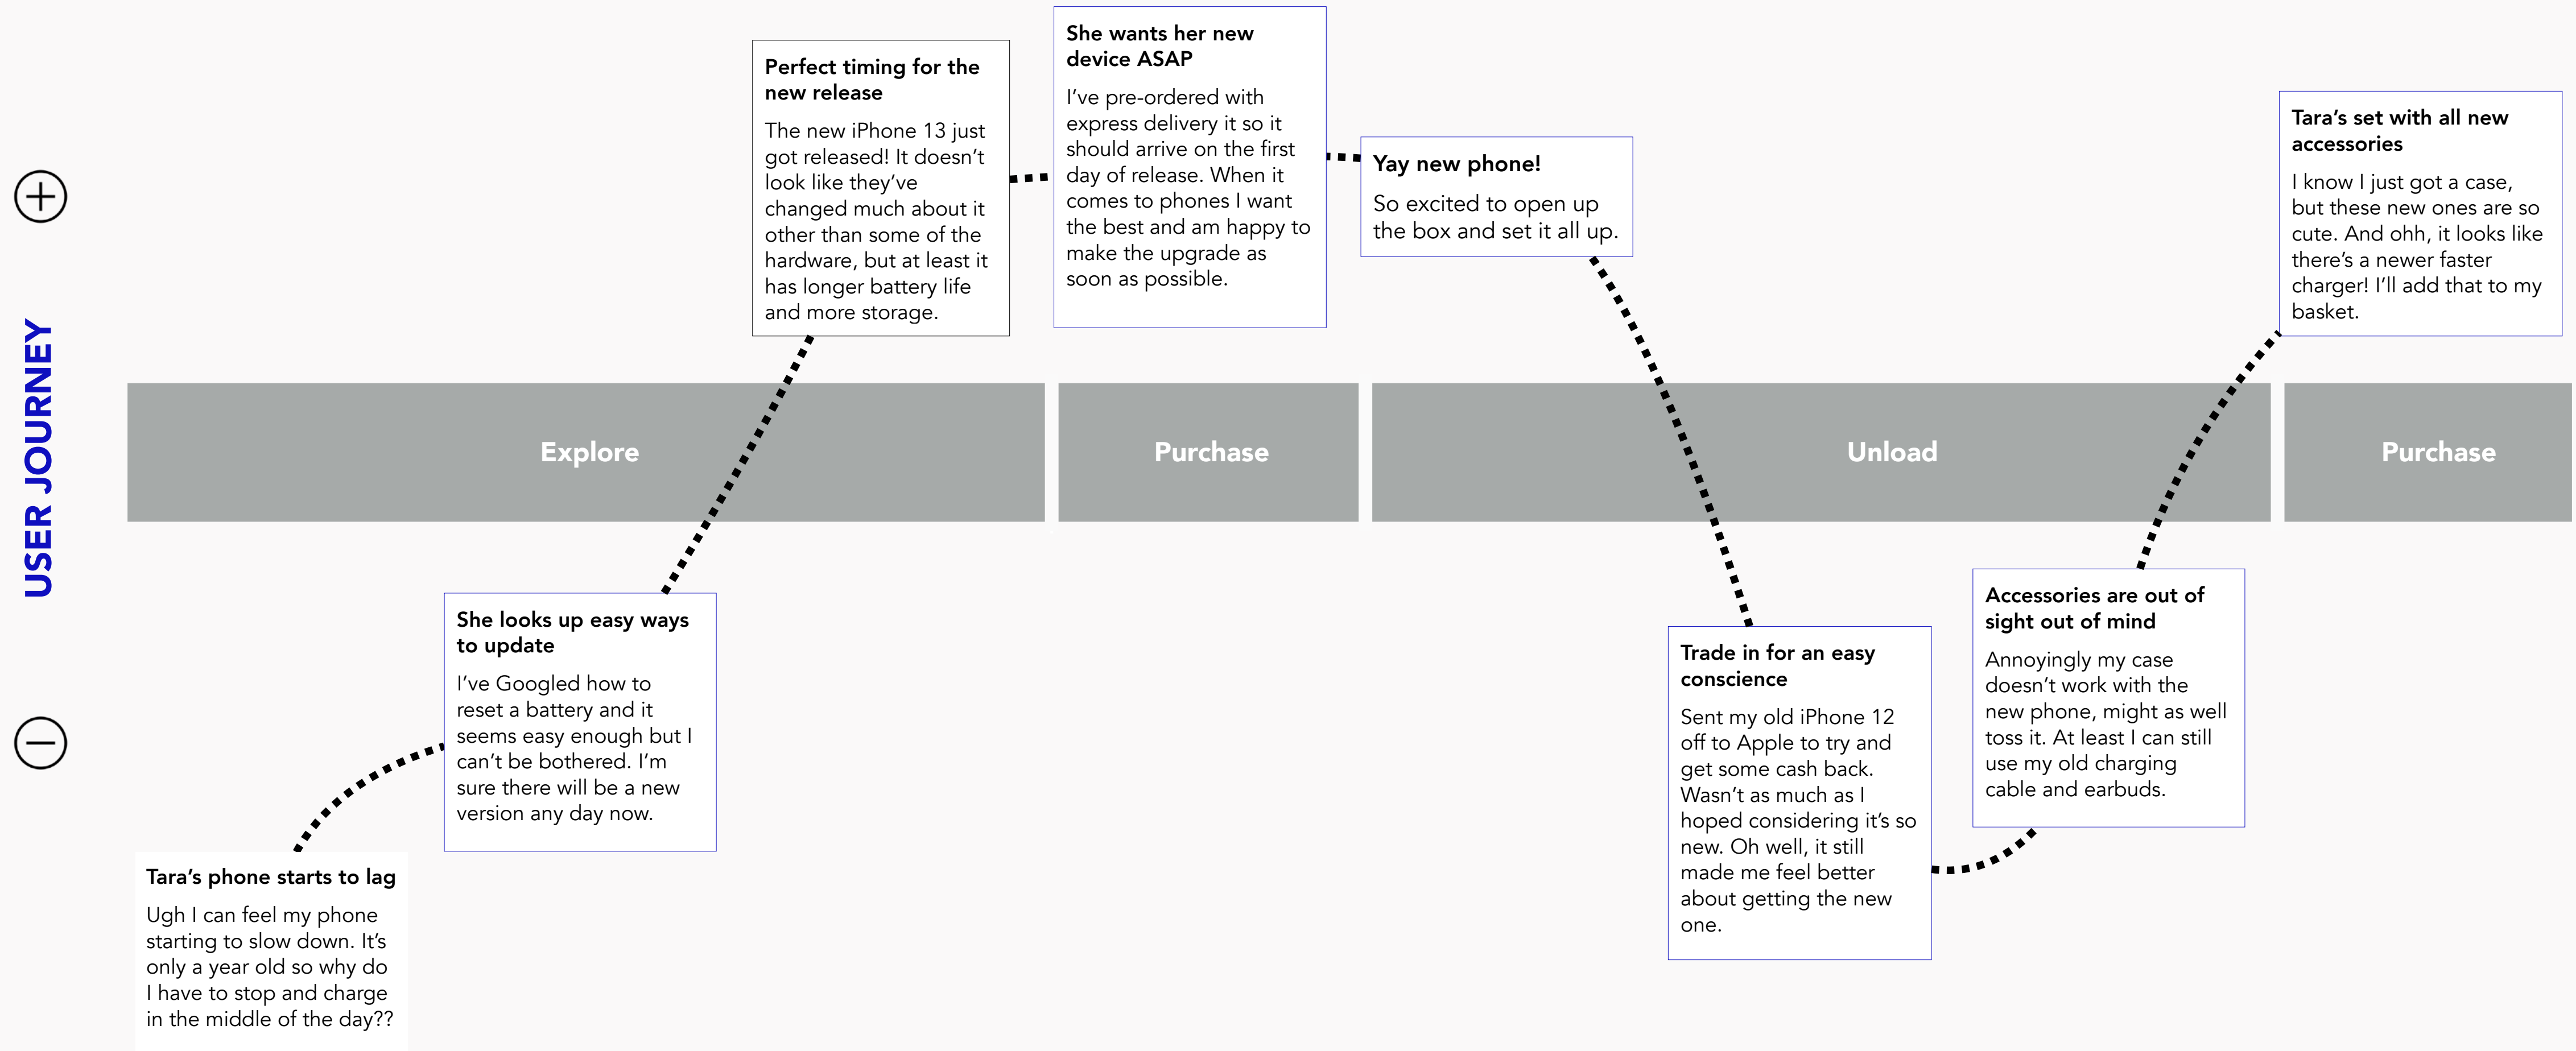 USER JOURNEY
Perfect timing for the
new release
The new iPhone 13 just
got released! It doesn't
look like they've
changed much about it
other than some of the
hardware, but at least it
has longer battery life
and more storage.
She wants her new
device ASAP
I've pre-ordered with
express delivery it so it
should arrive on the first
day of release. When it
comes to phones I want
the best and am happy to
make the upgrade as
soon as possible.
Yay new phone!
So excited to open up
the box and set it all up.
Tara's set with all new
accessories
I know I just got a case,
but these new ones are so
cute. And ohh, it looks like
there's a newer faster
charger! I'll add that to my
basket.
Explore
Purchase
Unload
Purchase
Tara's phone starts to lag
Ugh I can feel my phone
starting to slow down. It's
only a year old so why do
I have to stop and charge
in the middle of the day??
She looks up easy ways
to update
I've Googled how to
reset a battery and it
seems easy enough but I
can't be bothered. I'm
sure there will be a new
version any day now.
Trade in for an easy
conscience
Sent my old iPhone 12
off to Apple to try and
get some cash back.
Wasn't as much as I
hoped considering it's so
new. Oh well, it still
made me feel better
about getting the new
one.
Accessories are out of
sight out of mind
Annoyingly my case
doesn't work with the
new phone, might as well
toss it. At least I can still
use my old charging
cable and earbuds.